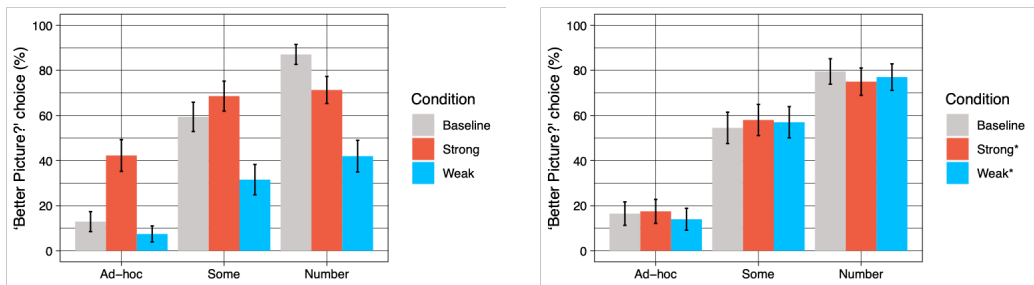 'Better Picture?' choice (%)
100
80
60
40
20
0
Ad-hoc
Some
Number
Condition
Baseline
Strong
Weak
'Better Picture?' choice (%)
100
80
60
40
20
0
Ad-hoc
Some
Number
Condition
Baseline
Strong*
Weak*